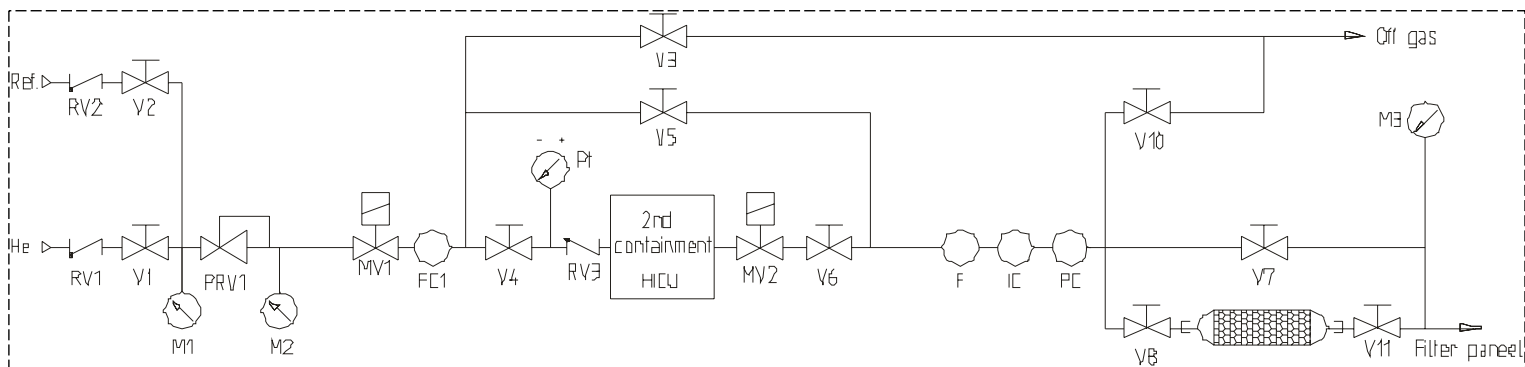 V3
Off gas
Ref.
RV2
V2
V5
V10
M3
- +
Pt
He
RV1
V1
PRV1
MV1
FC1
V4
RV3
2nd
containment
HICU
MV2
V6
F
IC
PC
V7
M1
M2
V8
V11
Filter paneel